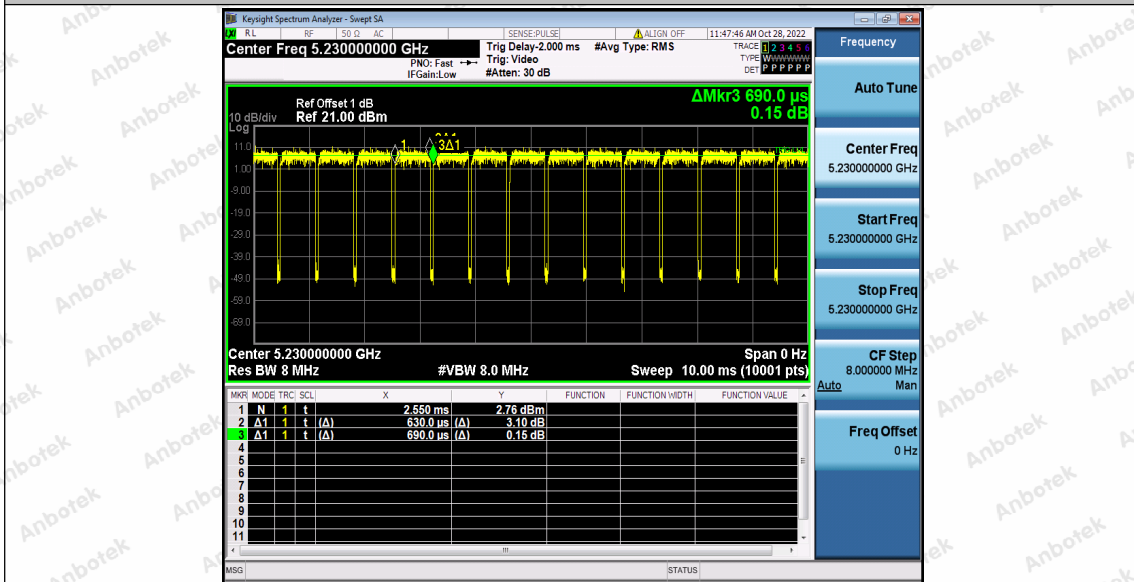 Keysight Spectrum Analyzer - Swept SA
LXI RL RF 50 Ω AC SENSE:PULSE ALIGN OFF 11:47:46 AM Oct 28, 2022
Center Freq 5.230000000 GHz
PNO: Fast
IFGain:Low
Trig Delay-2.000 ms
Trig: Video
#Atten: 30 dB
#Avg Type: RMS
TRACE 1 2 3 4 5 6
TYPE WWWWWW
DET P P P P P P
ΔMkr3 690.0 µs
0.15 dB
Ref Offset 1 dB
10 dB/div Ref 21.00 dBm
Log
11.0
1.00
-9.00
-19.0
-29.0
-39.0
-49.0
-59.0
-69.0
1
3Δ1
Center 5.230000000 GHz Span 0 Hz
Res BW 8 MHz #VBW 8.0 MHz Sweep 10.00 ms (10001 pts)
MKR MODE TRC SCL X Y FUNCTION FUNCTION WIDTH FUNCTION VALUE
1 N 1 t 2.550 ms 2.76 dBm
2 Δ1 1 t (Δ) 630.0 µs (Δ) 3.10 dB
3 Δ1 1 t (Δ) 690.0 µs (Δ) 0.15 dB
4
5
6
7
8
9
10
11
MSG STATUS
Frequency
Auto Tune
Center Freq
5.230000000 GHz
Start Freq
5.230000000 GHz
Stop Freq
5.230000000 GHz
CF Step
8.000000 MHz
Auto Man
Freq Offset
0 Hz
Anbotek